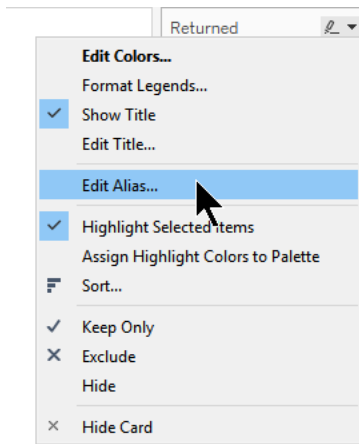 Returned
Edit Colors...
Format Legends...
Show Title
Edit Title...
Edit Alias...
Highlight Selected Items
Assign Highlight Colors to Palette
Sort...
Keep Only
Exclude
Hide
Hide Card